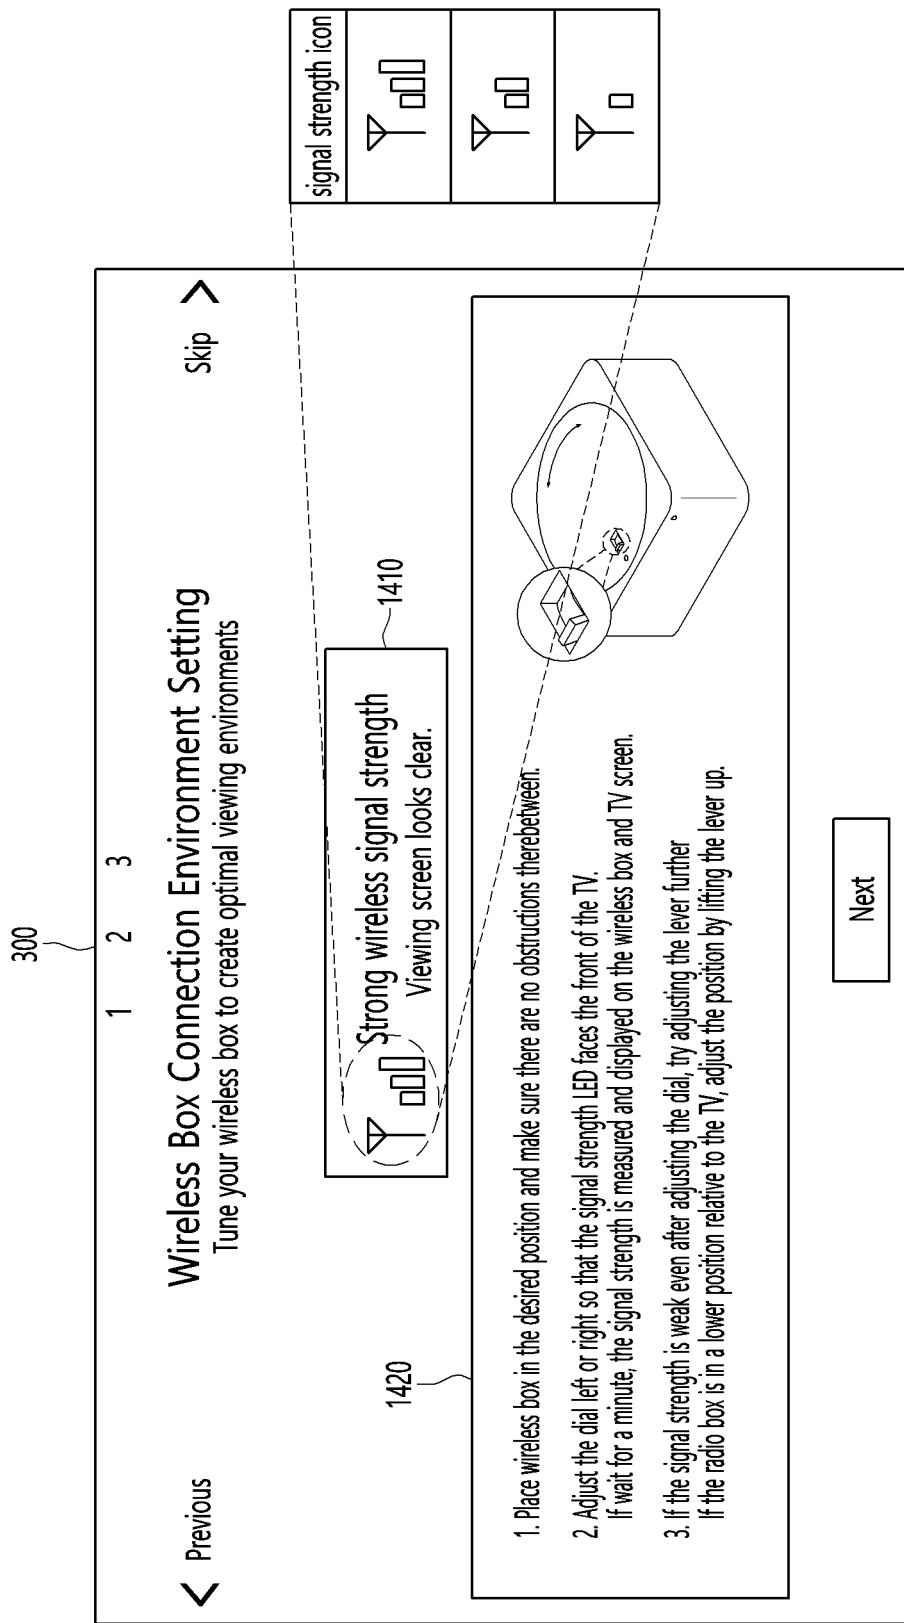 300
1 2 3
Previous
Skip
Wireless Box Connection Environment Setting
Tune your wireless box to create optimal viewing environments
1410
Strong wireless signal strength
Viewing screen looks clear.
signal strength icon
1420
1. Place wireless box in the desired position and make sure there are no obstructions therebetween.
2. Adjust the dial left or right so that the signal strength LED faces the front of the TV.
If wait for a minute, the signal strength is measured and displayed on the wireless box and TV screen.
3. If the signal strength is weak even after adjusting the dial, try adjusting the lever further
If the radio box is in a lower position relative to the TV, adjust the position by lifting the lever up.
Next